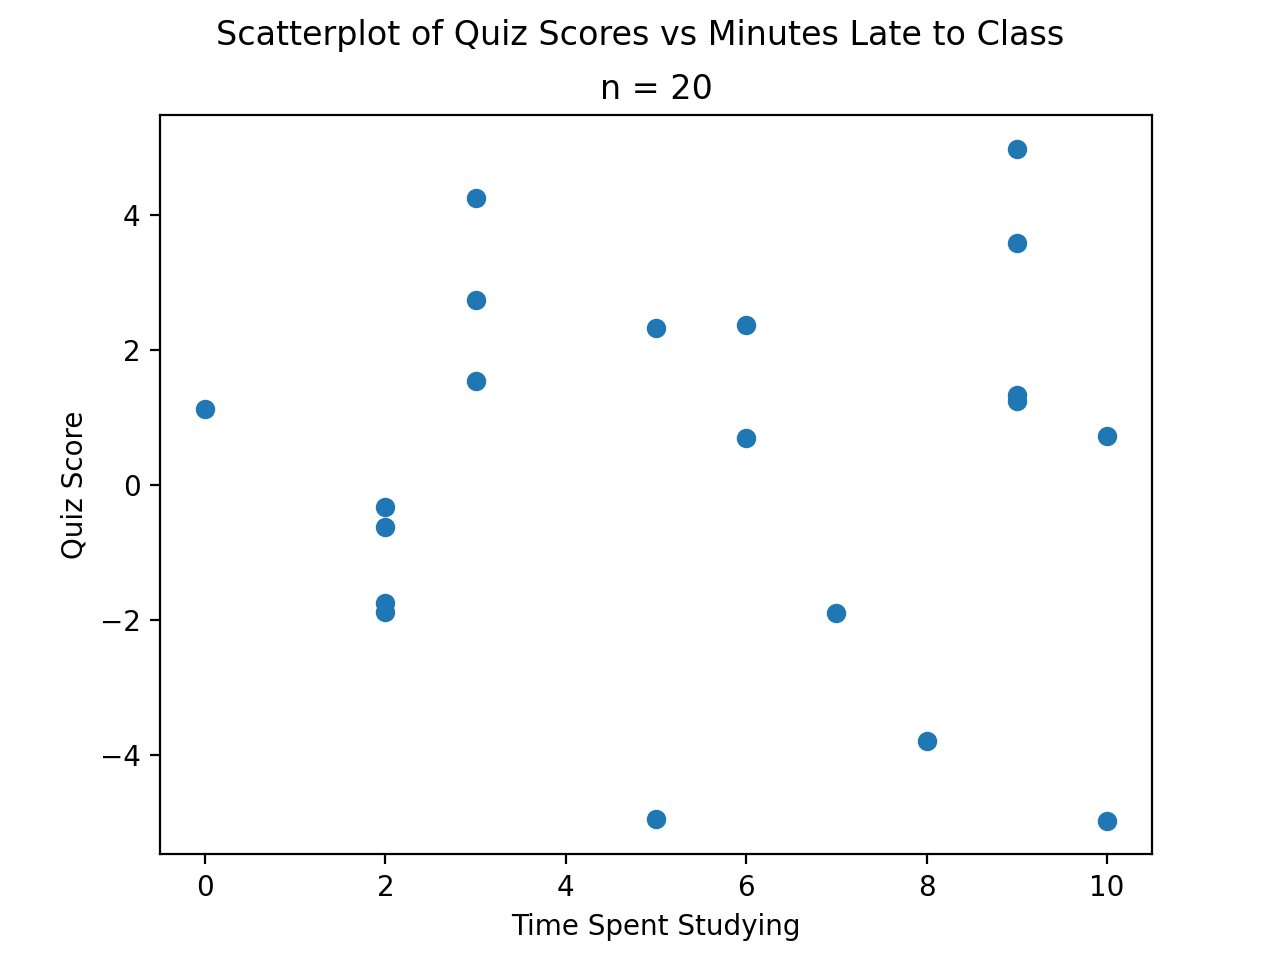 Scatterplot of Quiz Scores vs Minutes Late to Class
n = 20
4
2
0
−2
−4
Quiz Score
0 2 4 6 8 10
Time Spent Studying